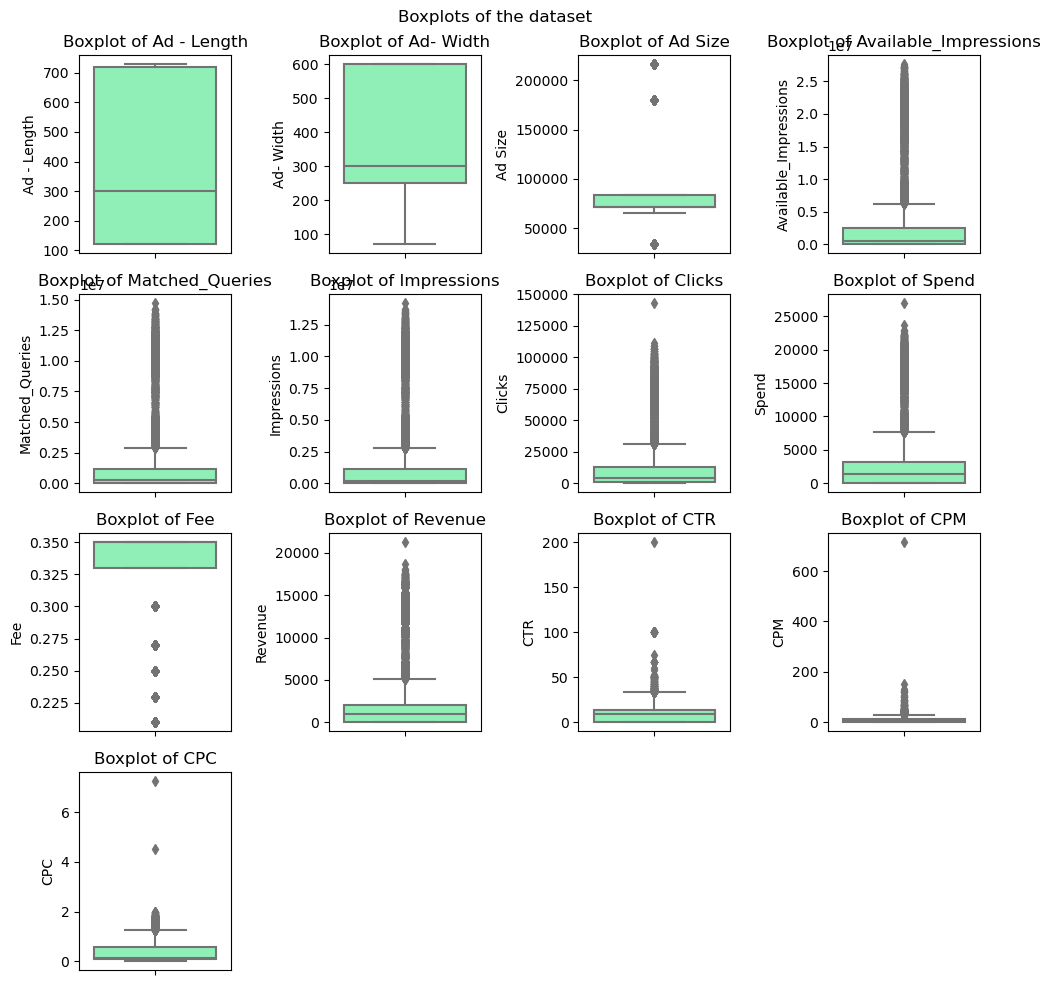 Boxplots of the dataset
Boxplot of Ad - Length
Boxplot of Ad- Width
Boxplot of Ad Size
Boxplot of Available_Impressions
700
600
500
400
300
200
100
Ad - Length
600
500
400
300
200
100
Ad- Width
200000
150000
100000
50000
Ad Size
1e7
2.5
2.0
1.5
1.0
0.5
0.0
Available_Impressions
Boxplot of Matched_Queries
Boxplot of Impressions
Boxplot of Clicks
Boxplot of Spend
1e7
1.50
1.25
1.00
0.75
0.50
0.25
0.00
Matched_Queries
1e7
1.25
1.00
0.75
0.50
0.25
0.00
Impressions
150000
125000
100000
75000
50000
25000
0
Clicks
25000
20000
15000
10000
5000
0
Spend
Boxplot of Fee
Boxplot of Revenue
Boxplot of CTR
Boxplot of CPM
0.350
0.325
0.300
0.275
0.250
0.225
Fee
20000
15000
10000
5000
0
Revenue
200
150
100
50
0
CTR
600
400
200
0
CPM
Boxplot of CPC
6
4
2
0
CPC